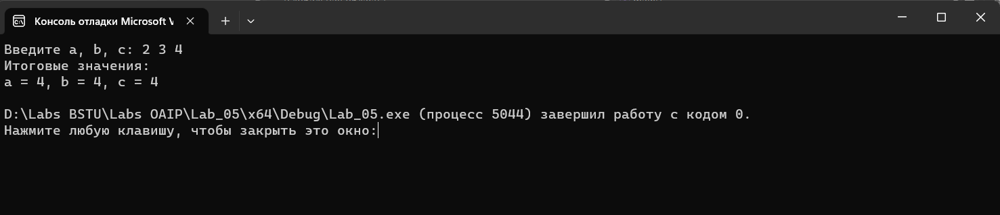 Консоль отладки Microsoft V
Введите a, b, c: 2 3 4
Итоговые значения:
a = 4, b = 4, c = 4
D:\Labs BSTU\Labs OAIP\Lab_05\x64\Debug\Lab_05.exe (процесс 5044) завершил работу с кодом 0.
Нажмите любую клавишу, чтобы закрыть это окно: